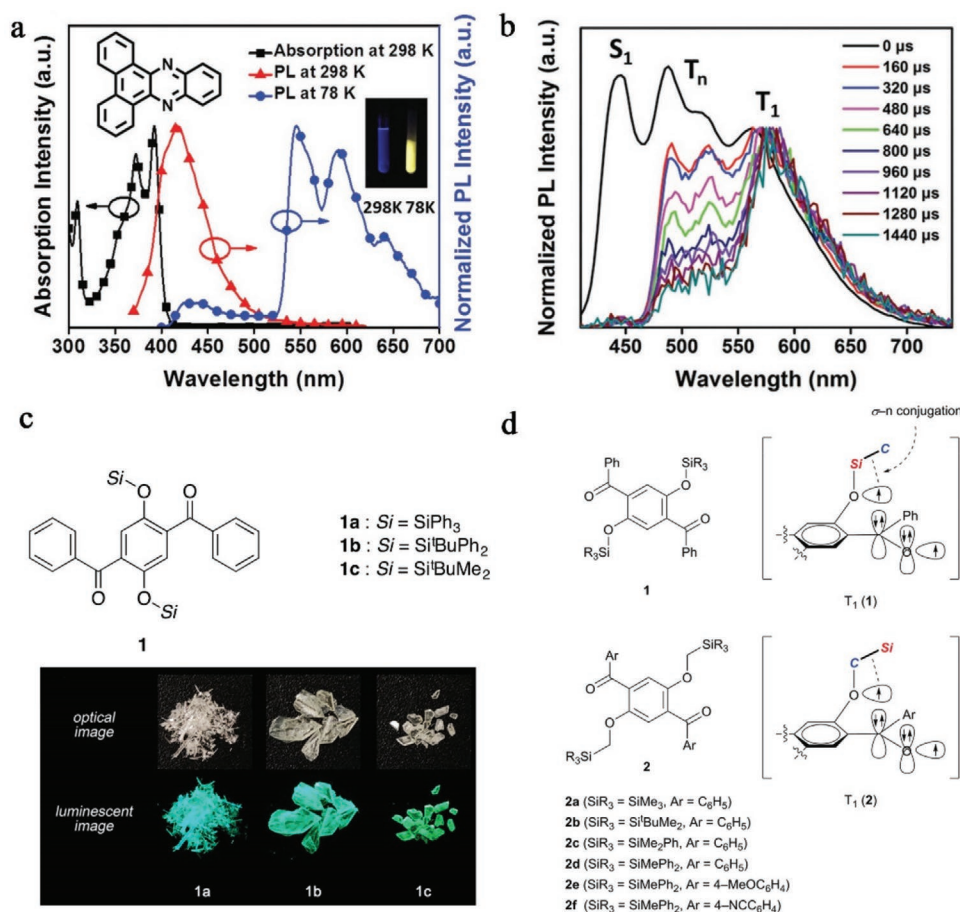 a
Absorption Intensity (a.u.)
N
N
Absorption at 298 K
PL at 298 K
PL at 78 K
298K 78K
Normalized PL Intensity (a.u.)
300 350 400 450 500 550 600 650 700
Wavelength (nm)
b
Normalized PL Intensity (a.u.)
S1
Tn
T1
0 μs
160 μs
320 μs
480 μs
640 μs
800 μs
960 μs
1120 μs
1280 μs
1440 μs
450 500 550 600 650 700
Wavelength (nm)
c
Si
O
O
O
O
Si
1
1a : Si = SiPh3
1b : Si = SitBuPh2
1c : Si = SitBuMe2
optical
image
luminescent
image
1a 1b 1c
d
Ph
SiR3
O
O
O
O
R3Si
Ph
1
σ–n conjugation
Si
C
O
Ph
O
T1 (1)
Ar
SiR3
O
O
O
O
R3Si
Ar
2
C
Si
O
Ar
O
T1 (2)
2a (SiR3 = SiMe3, Ar = C6H5)
2b (SiR3 = SitBuMe2, Ar = C6H5)
2c (SiR3 = SiMe2Ph, Ar = C6H5)
2d (SiR3 = SiMePh2, Ar = C6H5)
2e (SiR3 = SiMePh2, Ar = 4–MeOC6H4)
2f (SiR3 = SiMePh2, Ar = 4–NCC6H4)